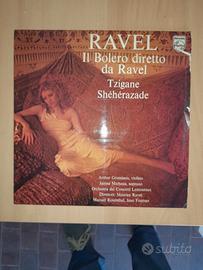 RAVEL
PHILIPS
Il Bolero diretto
da Ravel
Tzigane
Shéhérazade
Arthur Grumiaux, violino
Janine Micheau, soprano
Orchestra dei Concerti Lamoureux
Direttori: Maurice Ravel
Manuel Rosenthal, Jean Fournet
subito